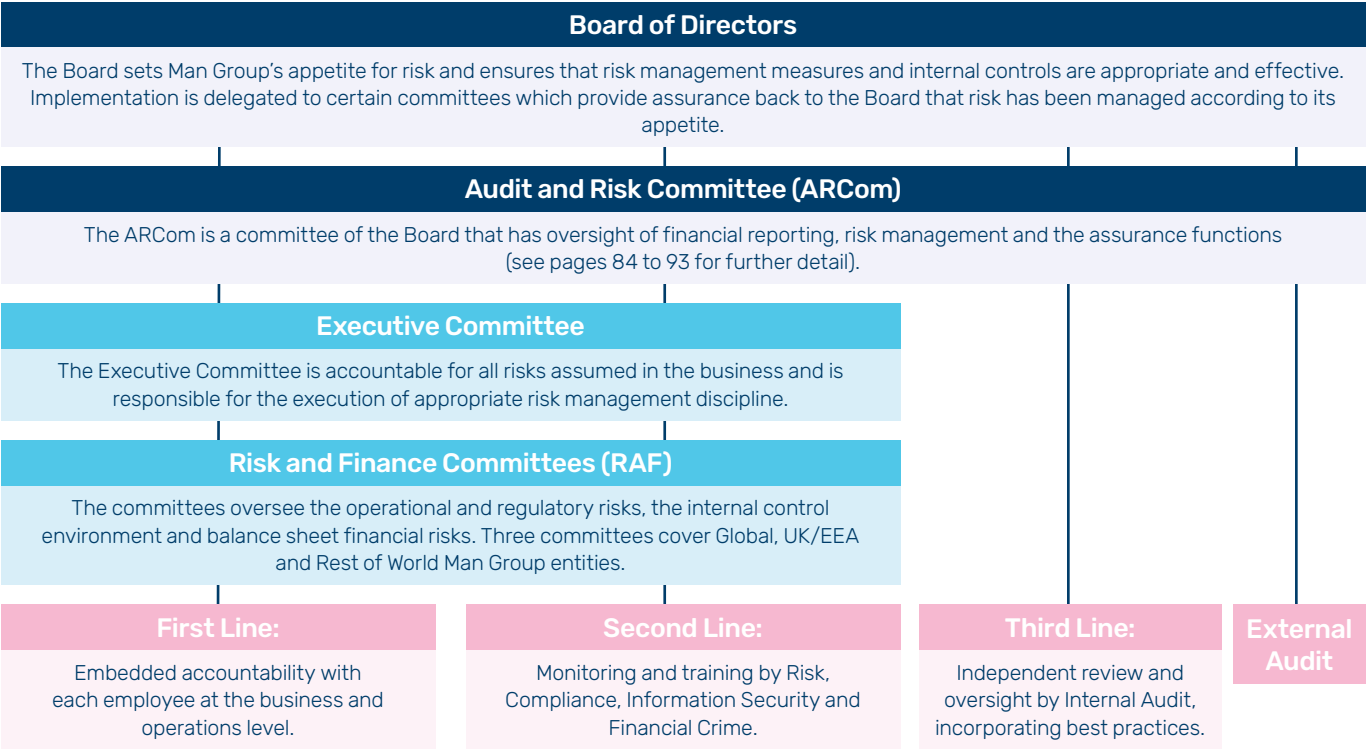 Board of Directors
The Board sets Man Group's appetite for risk and ensures that risk management measures and internal controls are appropriate and effective.
Implementation is delegated to certain committees which provide assurance back to the Board that risk has been managed according to its
appetite.
Audit and Risk Committee (ARCom)
The ARCom is a committee of the Board that has oversight of financial reporting, risk management and the assurance functions
(see pages 84 to 93 for further detail).
Executive Committee
The Executive Committee is accountable for all risks assumed in the business and is
responsible for the execution of appropriate risk management discipline.
Risk and Finance Committees (RAF)
The committees oversee the operational and regulatory risks, the internal control
environment and balance sheet financial risks. Three committees cover Global, UK/EEA
and Rest of World Man Group entities.
First Line:
Embedded accountability with
each employee at the business and
operations level.
Second Line:
Monitoring and training by Risk,
Compliance, Information Security and
Financial Crime.
Third Line:
Independent review and
oversight by Internal Audit,
incorporating best practices.
External
Audit